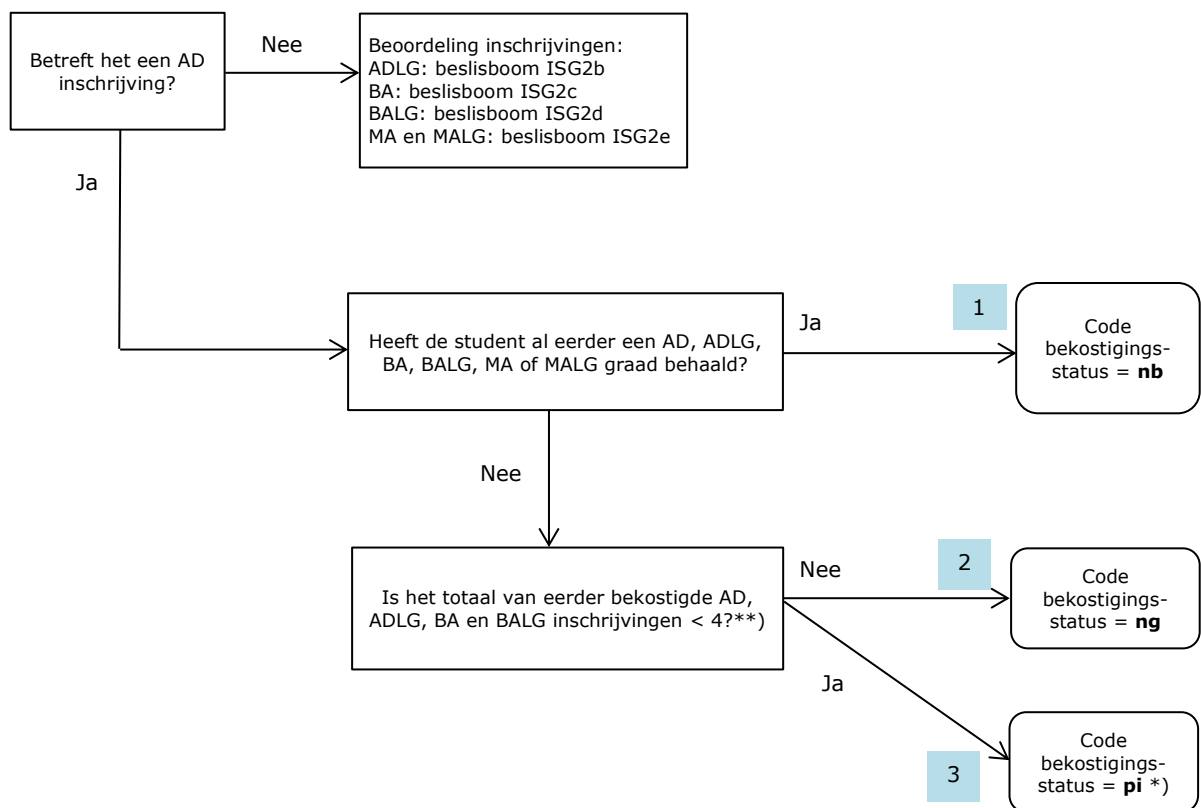 Betreft het een AD
inschrijving?
Nee
Beoordeling inschrijvingen:
ADLG: beslisboom ISG2b
BA: beslisboom ISG2c
BALG: beslisboom ISG2d
MA en MALG: beslisboom ISG2e
Ja
Heeft de student al eerder een AD, ADLG,
BA, BALG, MA of MALG graad behaald?
Ja
1
Code
bekostigings-
status = nb
Nee
Is het totaal van eerder bekostigde AD,
ADLG, BA en BALG inschrijvingen < 4?**)
Nee
2
Code
bekostigings-
status = ng
Ja
3
Code
bekostigings-
status = pi *)